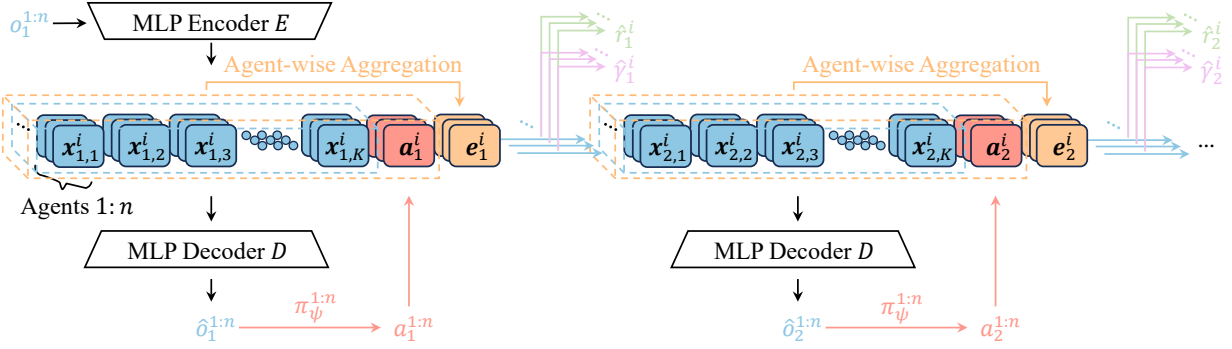 o_1^{1:n}
MLP Encoder E
Agent-wise Aggregation
r̂_1^i
γ̂_1^i
... x_{1,1}^i x_{1,2}^i x_{1,3}^i x_{1,K}^i a_1^i e_1^i
Agents 1: n
MLP Decoder D
ô_1^{1:n} π_ψ^{1:n} a_1^{1:n}
Agent-wise Aggregation
r̂_2^i
γ̂_2^i
... x_{2,1}^i x_{2,2}^i x_{2,3}^i x_{2,K}^i a_2^i e_2^i ...
MLP Decoder D
ô_2^{1:n} π_ψ^{1:n} a_2^{1:n}